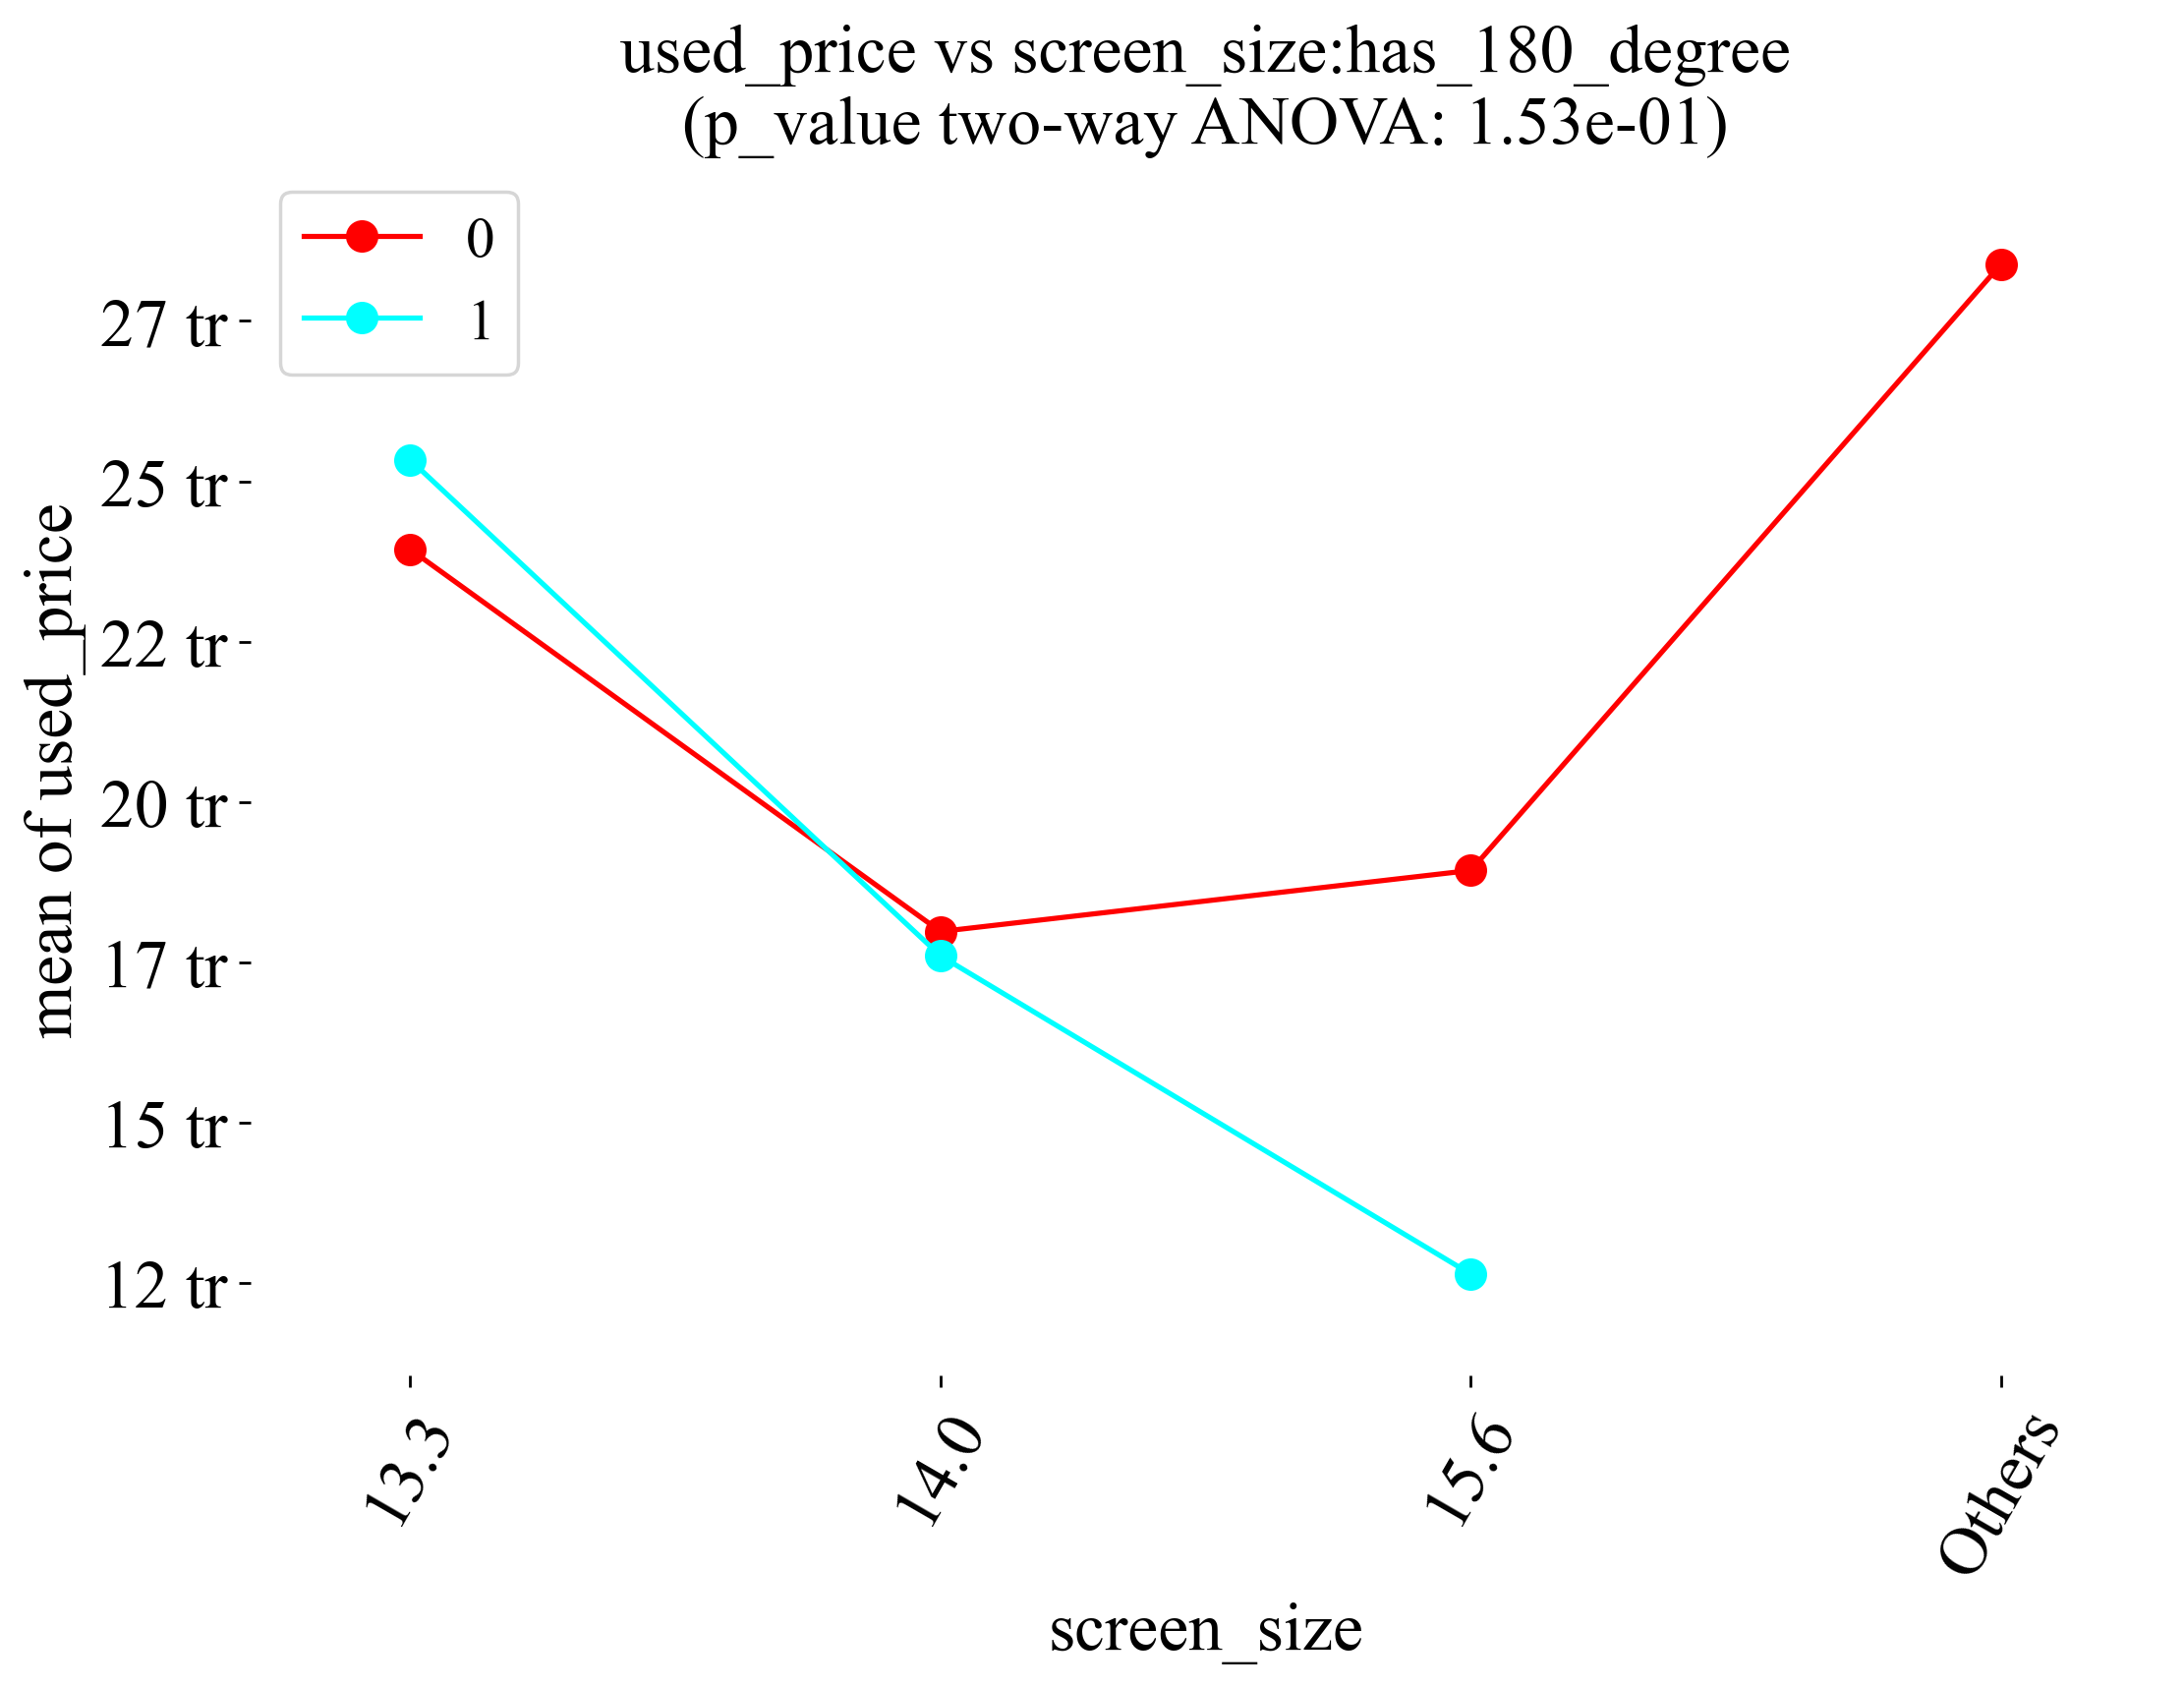 used_price vs screen_size:has_180_degree
(p_value two-way ANOVA: 1.53e-01)
0
1
27 tr
25 tr
22 tr
20 tr
17 tr
15 tr
12 tr
mean of used_price
13.3
14.0
15.6
Others
screen_size